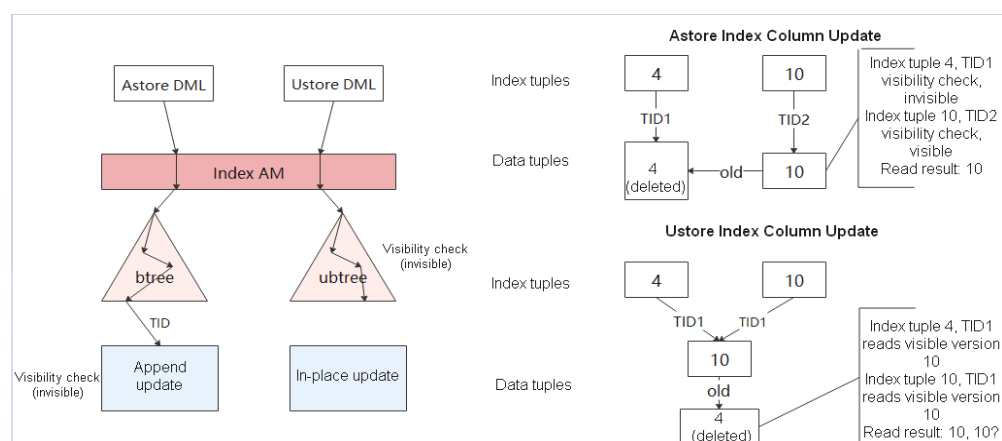 Astore DML
Ustore DML
Index AM
btree
ubtree
Visibility check
(invisible)
TID
Visibility check
(invisible)
Append
update
In-place update
Astore Index Column Update
Index tuples
4
10
TID1
TID2
Data tuples
4
(deleted)
old
10
Index tuple 4, TID1
visibility check,
invisible
Index tuple 10, TID2
visibility check,
visible
Read result: 10
Ustore Index Column Update
Index tuples
4
10
TID1
TID1
10
old
Data tuples
4
(deleted)
Index tuple 4, TID1
reads visible version
10
Index tuple 10, TID1
reads visible version
10
Read result: 10, 10?